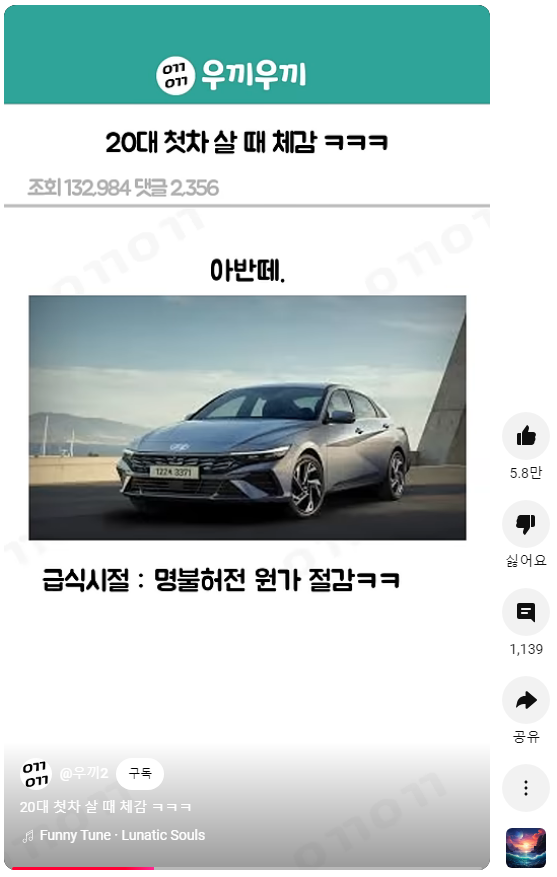 끼끼
우끼우끼
20대 첫차 살 때 체감 ㅋㅋㅋ
조회 132,984 댓글 2,356
아반떼.
122소 3371
급식시절 : 명불허전 원가 절감ㅋㅋ
5.8만
싫어요
1,139
공유
@우끼2
구독
20대 첫차 살 때 체감 ㅋㅋㅋ
Funny Tune · Lunatic Souls